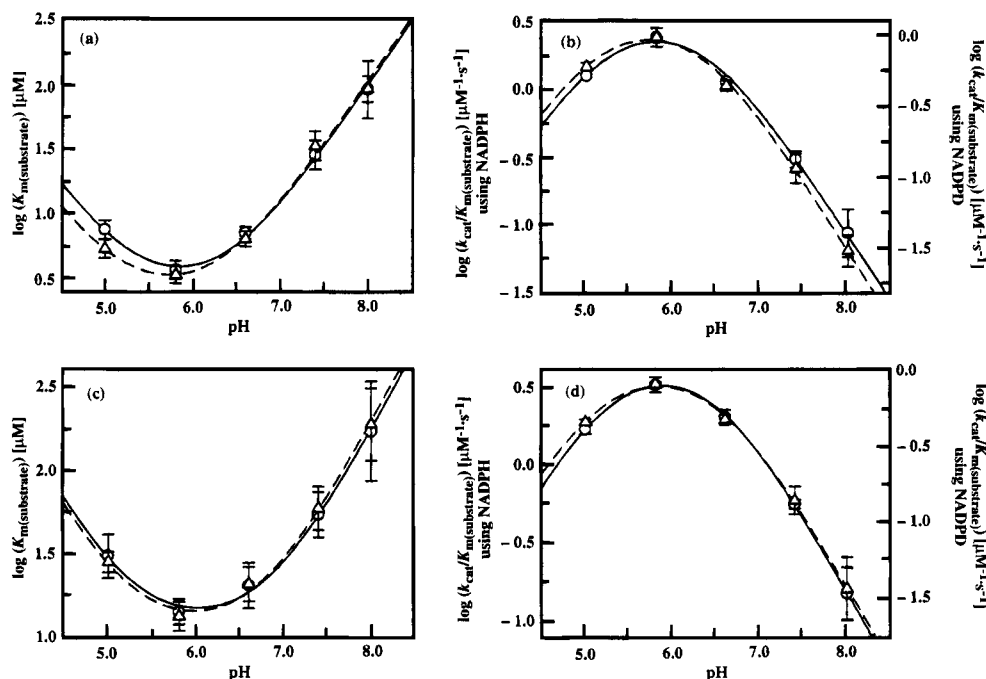 (a)
2.5
2.0
1.5
1.0
0.5
log (Km(substrate)) [μM]
5.0 6.0 7.0 8.0
pH
(b)
0.5
0.0
− 0.5
− 1.0
− 1.5
log (kcat/Km(substrate)) [μM⁻¹·s⁻¹]
using NADPH
0.0
− 0.5
− 1.0
− 1.5
log (kcat/Km(substrate)) [μM⁻¹·s⁻¹]
using NADPD
5.0 6.0 7.0 8.0
pH
(c)
2.5
2.0
1.5
1.0
log (Km(substrate)) [μM]
5.0 6.0 7.0 8.0
pH
(d)
0.5
0.0
− 0.5
− 1.0
log (kcat/Km(substrate)) [μM⁻¹·s⁻¹]
using NADPH
0.0
− 0.5
− 1.0
− 1.5
log (kcat/Km(substrate)) [μM⁻¹·s⁻¹]
using NADPD
5.0 6.0 7.0 8.0
pH